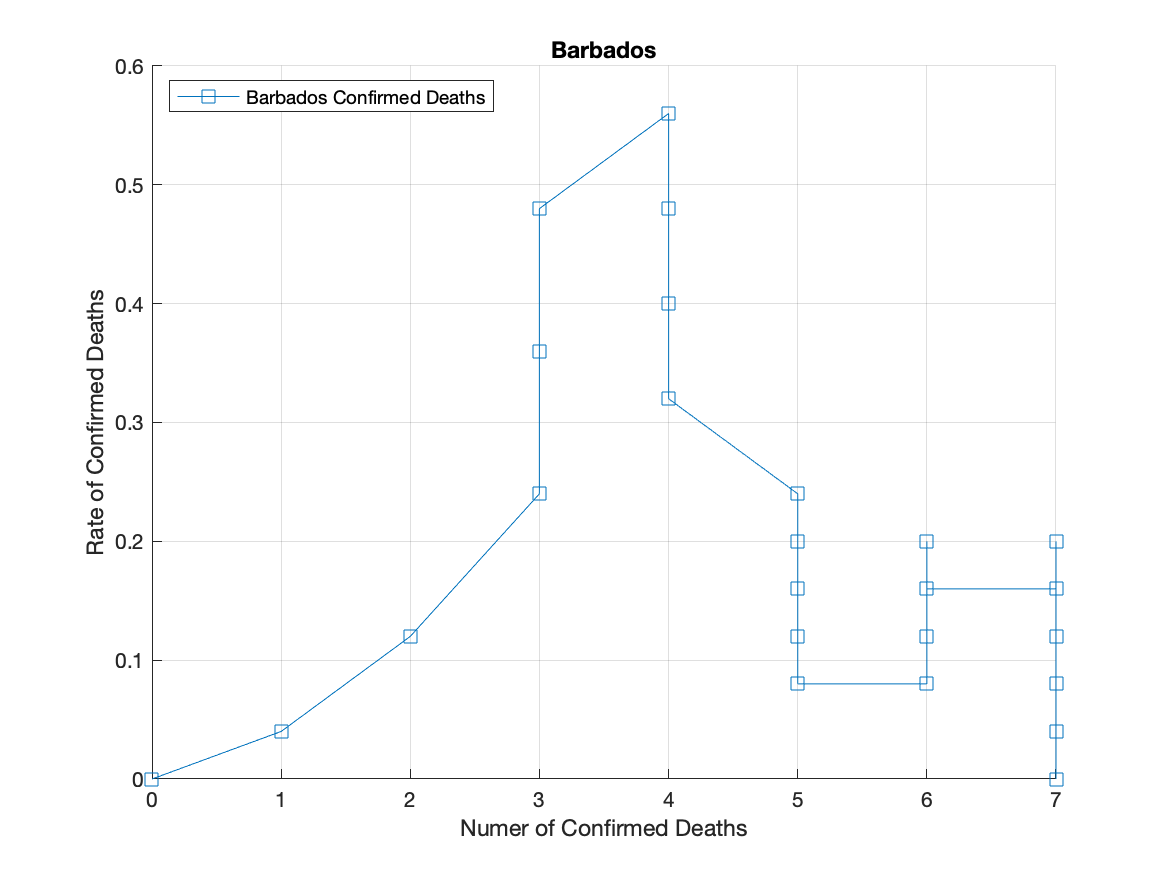 Barbados
Barbados Confirmed Deaths
0.6
0.5
0.4
0.3
0.2
0.1
0
Rate of Confirmed Deaths
0 1 2 3 4 5 6 7
Numer of Confirmed Deaths